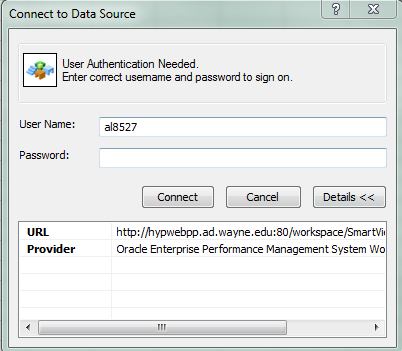 Connect to Data Source
User Authentication Needed.
Enter correct username and password to sign on.
User Name: al8527
Password:
Connect Cancel Details <<
URL http://hypwebpp.ad.wayne.edu:80/workspace/SmartVi
Provider Oracle Enterprise Performance Management System Wo